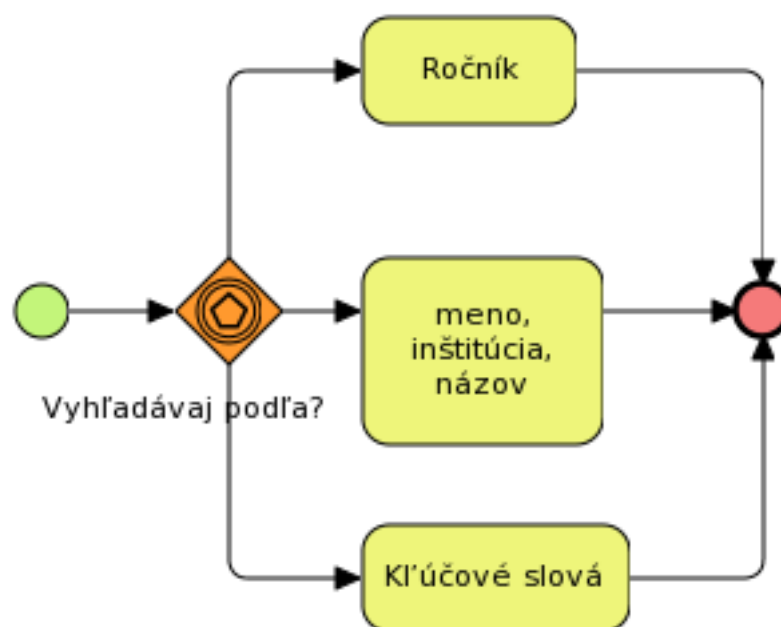 Ročník
meno,
inštitúcia,
názov
Vyhľadávaj podľa?
Kľúčové slová